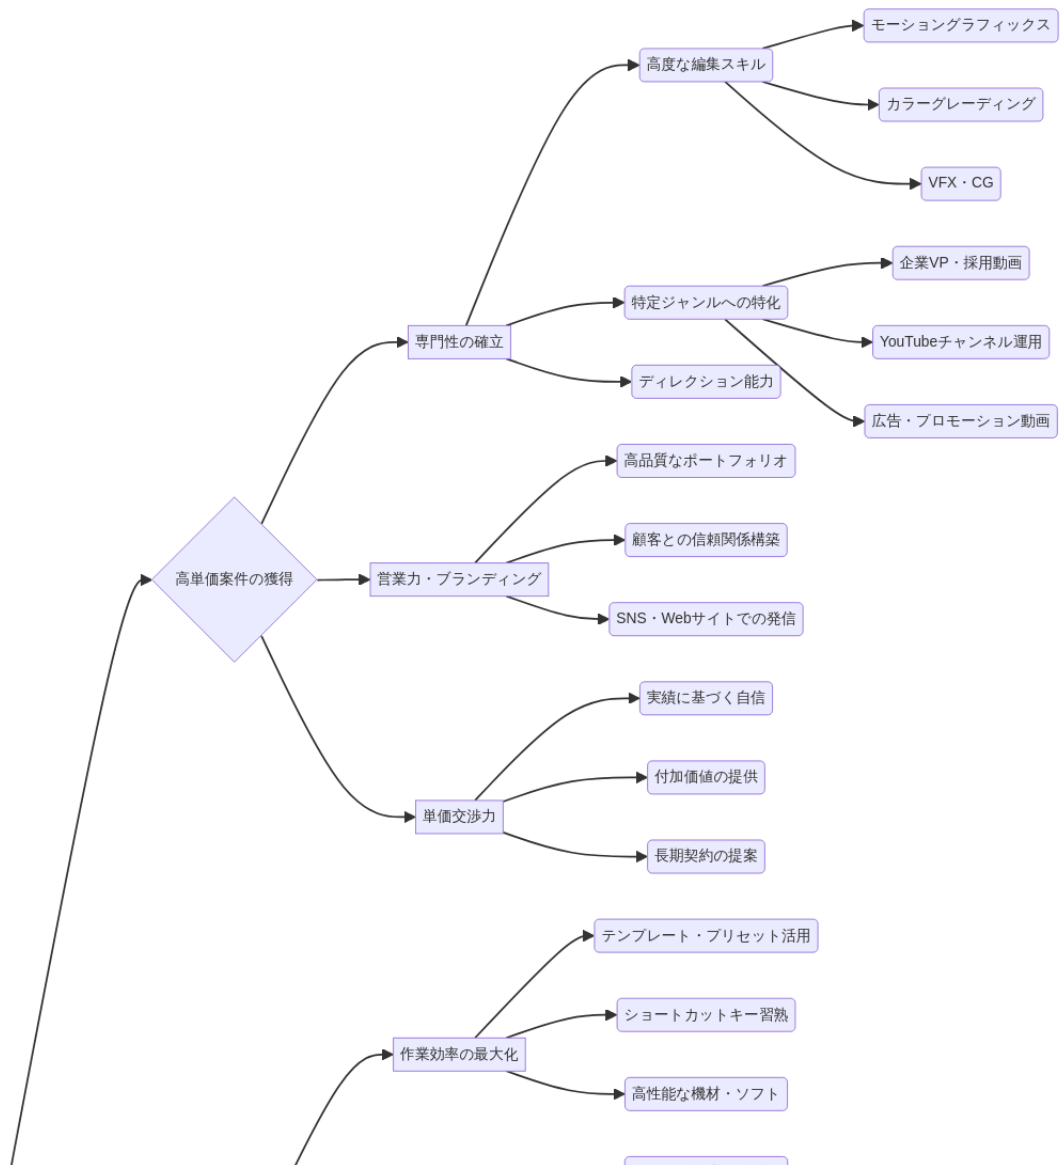 モーショングラフィックス
高度な編集スキル
カラーグレーディング
VFX・CG
企業VP・採用動画
特定ジャンルへの特化
専門性の確立
YouTubeチャンネル運用
ディレクション能力
広告・プロモーション動画
高品質なポートフォリオ
顧客との信頼関係構築
高単価案件の獲得
営業力・ブランディング
SNS・Webサイトでの発信
実績に基づく自信
付加価値の提供
単価交渉力
長期契約の提案
テンプレート・プリセット活用
ショートカットキー習熟
作業効率の最大化
高性能な機材・ソフト